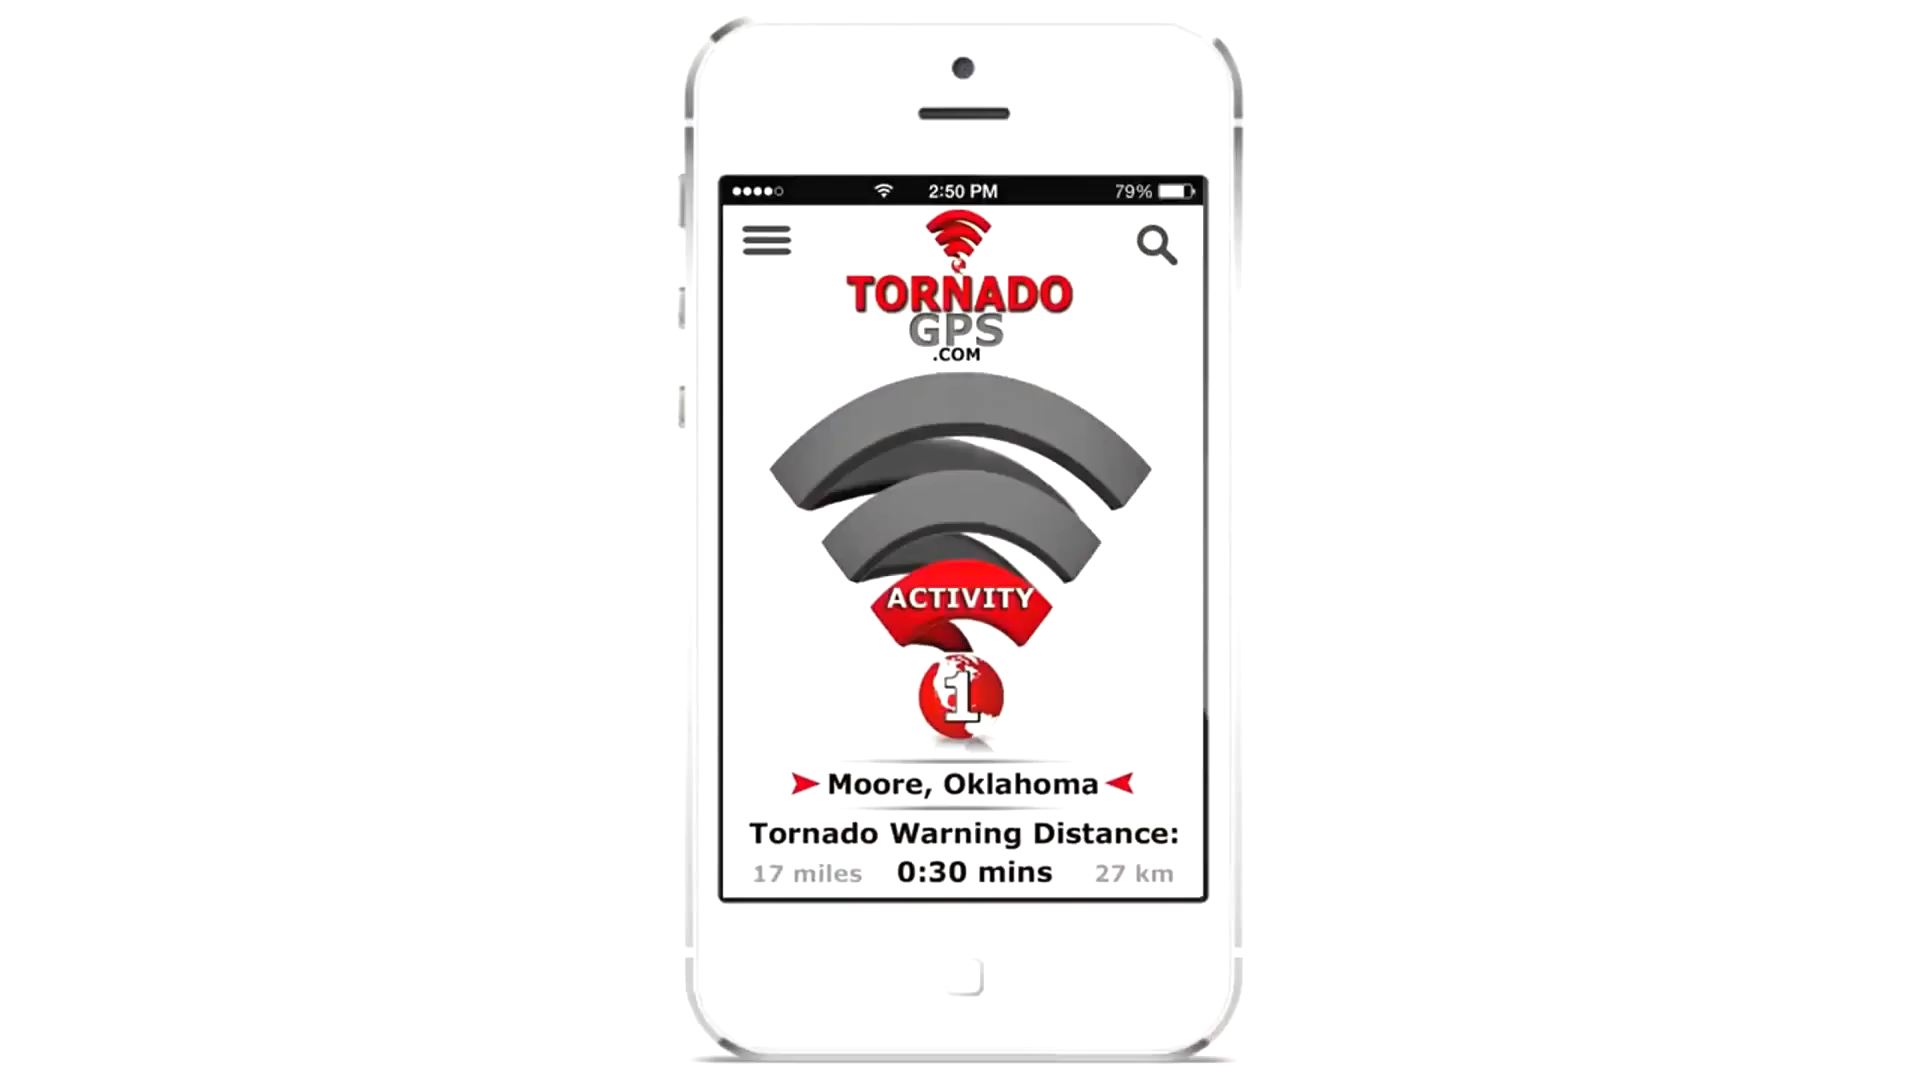 2:50 PM 79%
TORNADO
GPS
.COM
ACTIVITY
1
Moore, Oklahoma
Tornado Warning Distance:
17 miles 0:30 mins 27 km